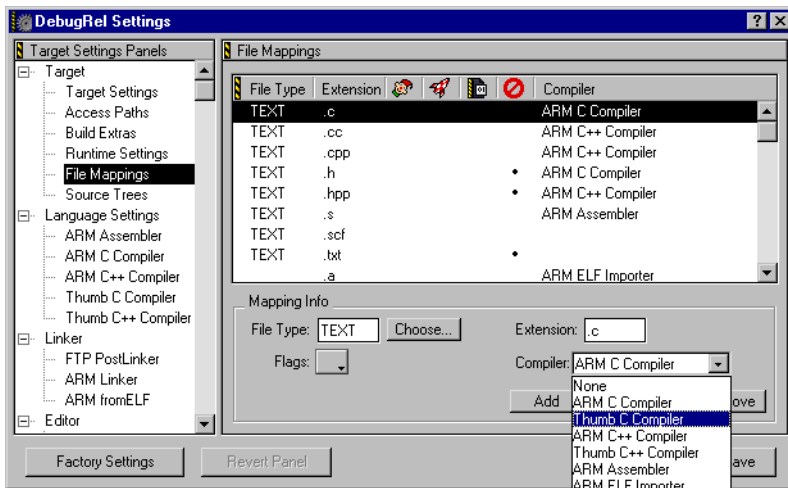 DebugRel Settings
Target Settings Panels
Target
Target Settings
Access Paths
Build Extras
Runtime Settings
File Mappings
Source Trees
Language Settings
ARM Assembler
ARM C Compiler
ARM C++ Compiler
Thumb C Compiler
Thumb C++ Compiler
Linker
FTP PostLinker
ARM Linker
ARM fromELF
Editor
File Mappings
File Type Extension Compiler
TEXT .c ARM C Compiler
TEXT .cc ARM C++ Compiler
TEXT .cpp ARM C++ Compiler
TEXT .h • ARM C Compiler
TEXT .hpp • ARM C++ Compiler
TEXT .s ARM Assembler
TEXT .scf
TEXT .txt •
.a ARM ELF Importer
Mapping Info
File Type: TEXT Choose... Extension: .c
Flags: Compiler: ARM C Compiler
None
Add ARM C Compiler ove
Thumb C Compiler
ARM C++ Compiler
Thumb C++ Compiler
ARM Assembler
ARM ELF Importer
Factory Settings Revert Panel ave